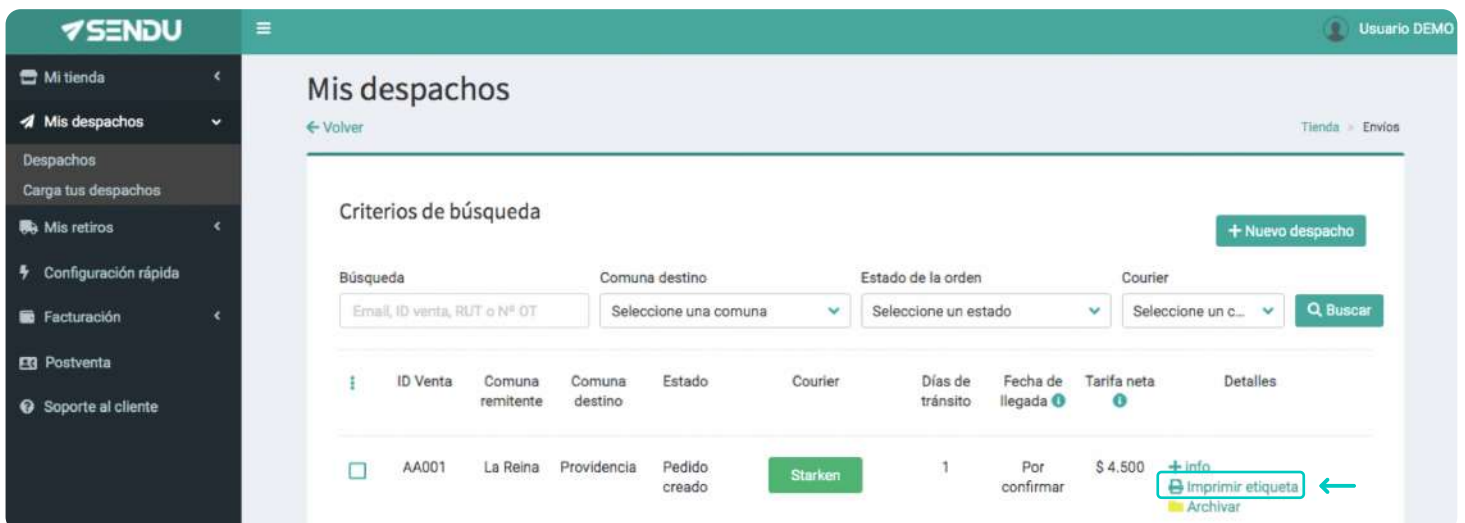 SENDU
Usuario DEMO
Mi tienda
Mis despachos
Despachos
Carga tus despachos
Mis retiros
Configuración rápida
Facturación
Postventa
Soporte al cliente
Mis despachos
Volver
Tienda > Envíos
Criterios de búsqueda
+ Nuevo despacho
Búsqueda
Comuna destino
Estado de la orden
Courier
Email, ID venta, RUT o Nº OT
Seleccione una comuna
Seleccione un estado
Seleccione un c...
Buscar
ID Venta
Comuna remitente
Comuna destino
Estado
Courier
Días de tránsito
Fecha de llegada
Tarifa neta
Detalles
AA001
La Reina
Providencia
Pedido creado
Starken
1
Por confirmar
$ 4.500
+ info
Imprimir etiqueta
Archivar